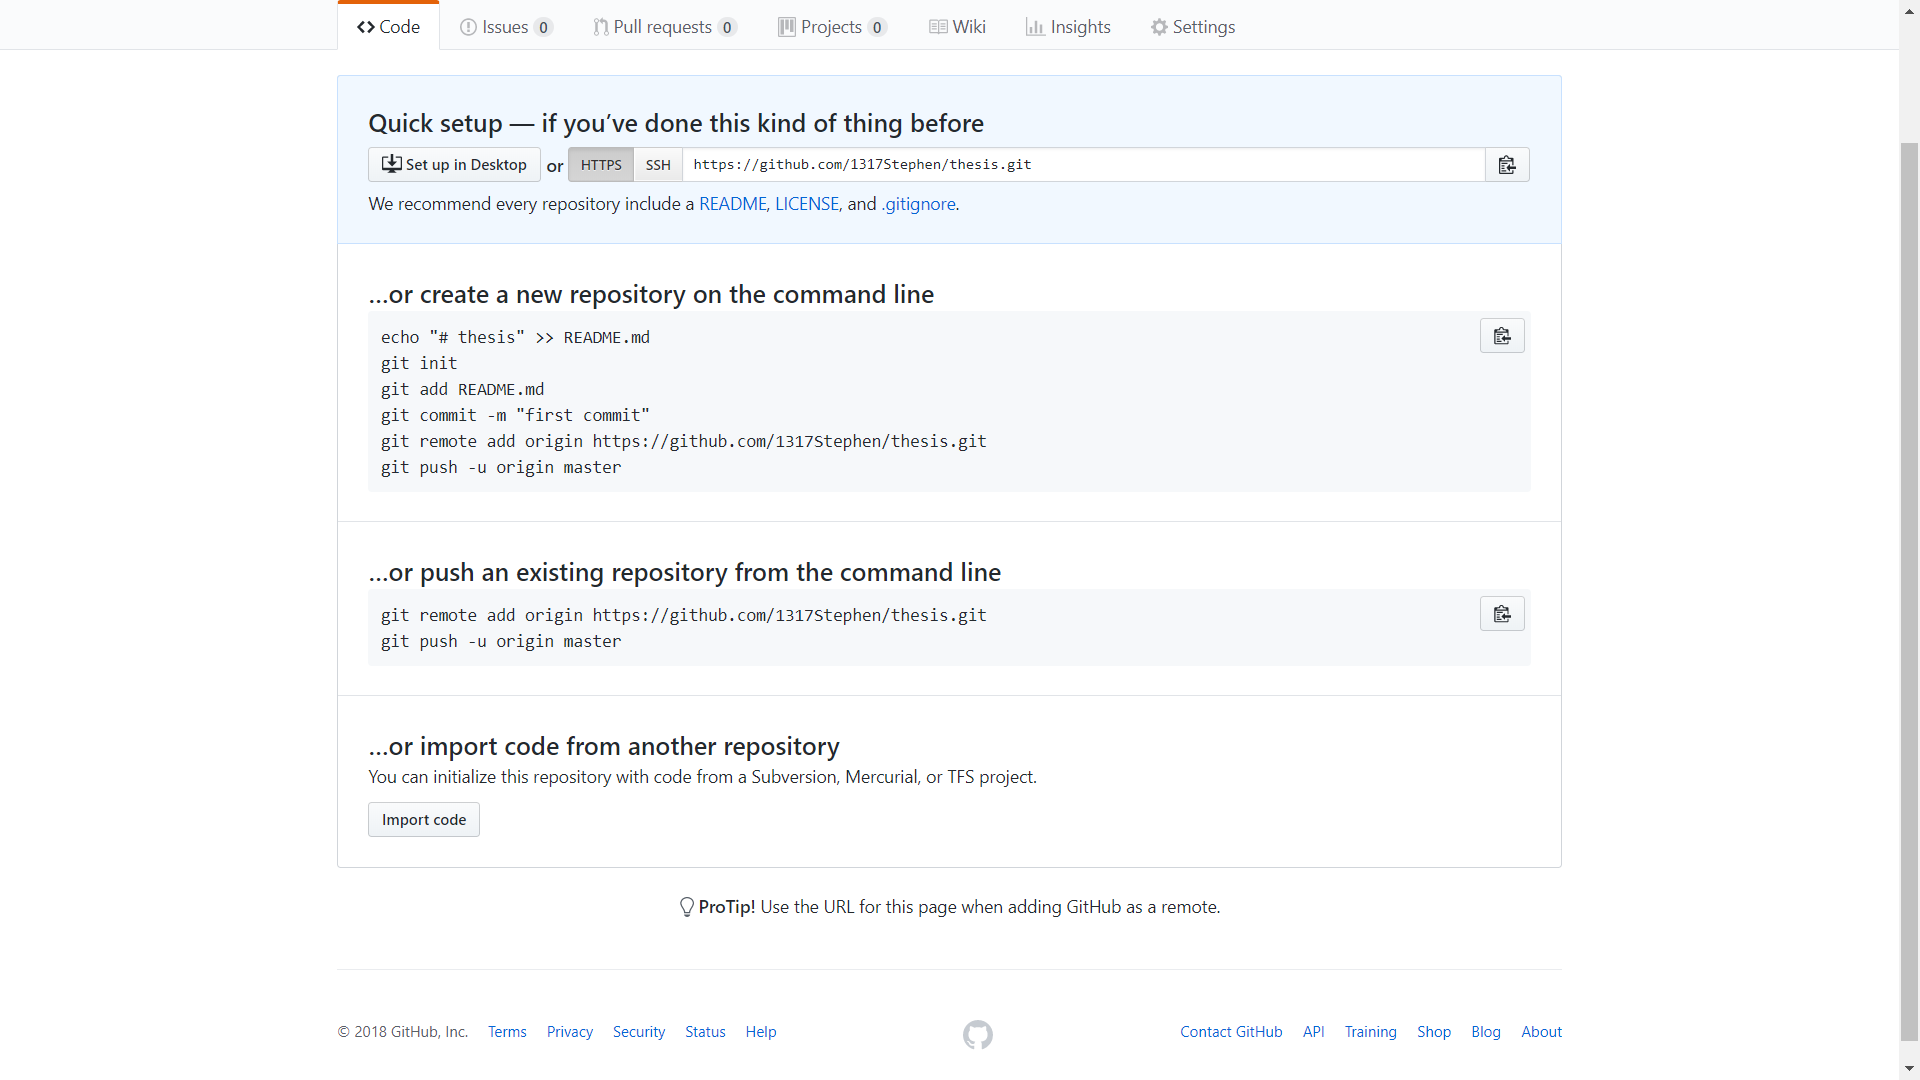 Code Issues 0 Pull requests 0 Projects 0 Wiki Insights Settings
Quick setup — if you’ve done this kind of thing before
Set up in Desktop or HTTPS SSH https://github.com/1317Stephen/thesis.git
We recommend every repository include a README, LICENSE, and .gitignore.
…or create a new repository on the command line
echo "# thesis" >> README.md
git init
git add README.md
git commit -m "first commit"
git remote add origin https://github.com/1317Stephen/thesis.git
git push -u origin master
…or push an existing repository from the command line
git remote add origin https://github.com/1317Stephen/thesis.git
git push -u origin master
…or import code from another repository
You can initialize this repository with code from a Subversion, Mercurial, or TFS project.
Import code
ProTip! Use the URL for this page when adding GitHub as a remote.
© 2018 GitHub, Inc. Terms Privacy Security Status Help Contact GitHub API Training Shop Blog About